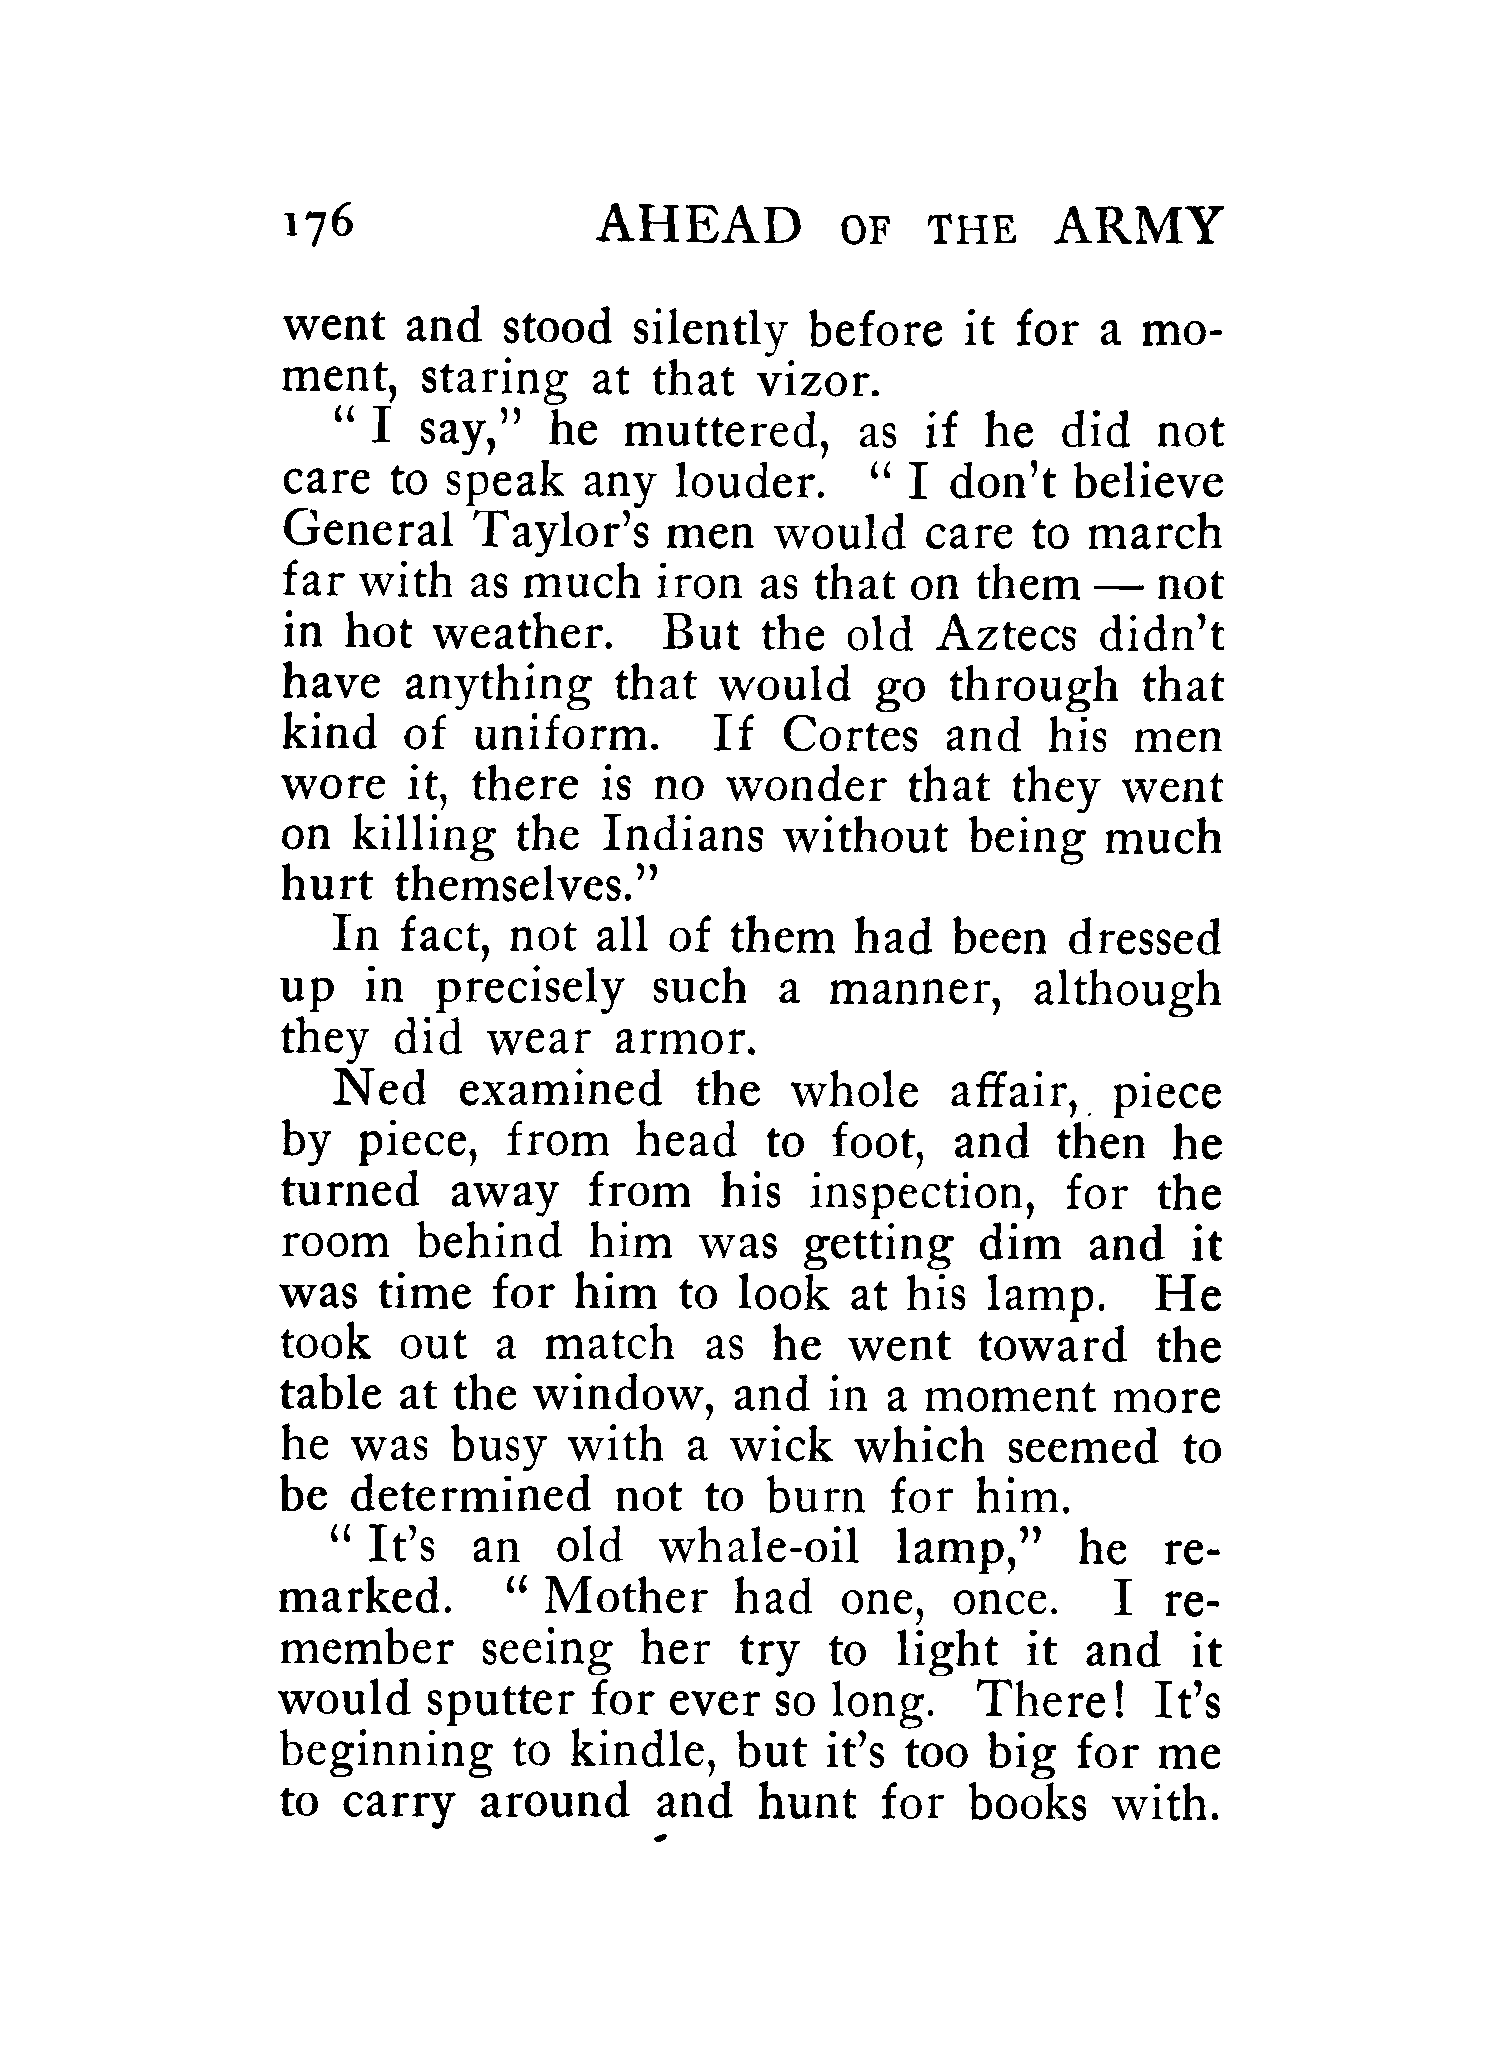 176 AHEAD OF THE ARMY
went and stood silently before it for a mo-
ment, staring at that vizor.
" I say," he muttered, as if he did not
care to speak any louder. " I don't believe
General Taylor's men would care to march
far with as much iron as that on them — not
in hot weather. But the old Aztecs didn't
have anything that would go through that
kind of uniform. If Cortes and his men
wore it, there is no wonder that they went
on killing the Indians without being much
hurt themselves."
In fact, not all of them had been dressed
up in precisely such a manner, although
they did wear armor.
Ned examined the whole affair, piece
by piece, from head to foot, and then he
turned away from his inspection, for the
room behind him was getting dim and it
was time for him to look at his lamp. He
took out a match as he went toward the
table at the window, and in a moment more
he was busy with a wick which seemed to
be determined not to burn for him.
" It's an old whale-oil lamp," he re-
marked. " Mother had one, once. I re-
member seeing her try to light it and it
would sputter for ever so long. There! It's
beginning to kindle, but it's too big for me
to carry around and hunt for books with.